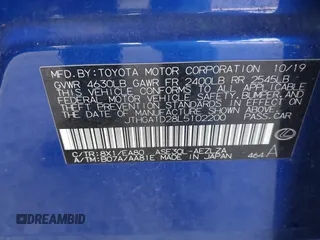 MFD.BY:TOYOTA MOTOR CORPORATION 10/19
GVWR 4630LB GAWR FR 2400LB RR 2545LB
THIS VEHICLE CONFORMS TO ALL APPLICABLE
FEDERAL MOTOR VEHICLE SAFETY, BUMPER, AND
THEFT PREVENTION STANDARDS IN EFFECT ON THE
DATE OF MANUFACTURE SHOWN ABOVE.
JTHGA1D28L5102200 PASS. CAR
C/TR:8X1/EA80 ASE30L-AEZLZA
A/TM:B07A/AA81E MADE IN JAPAN 464 A
DREAMBID